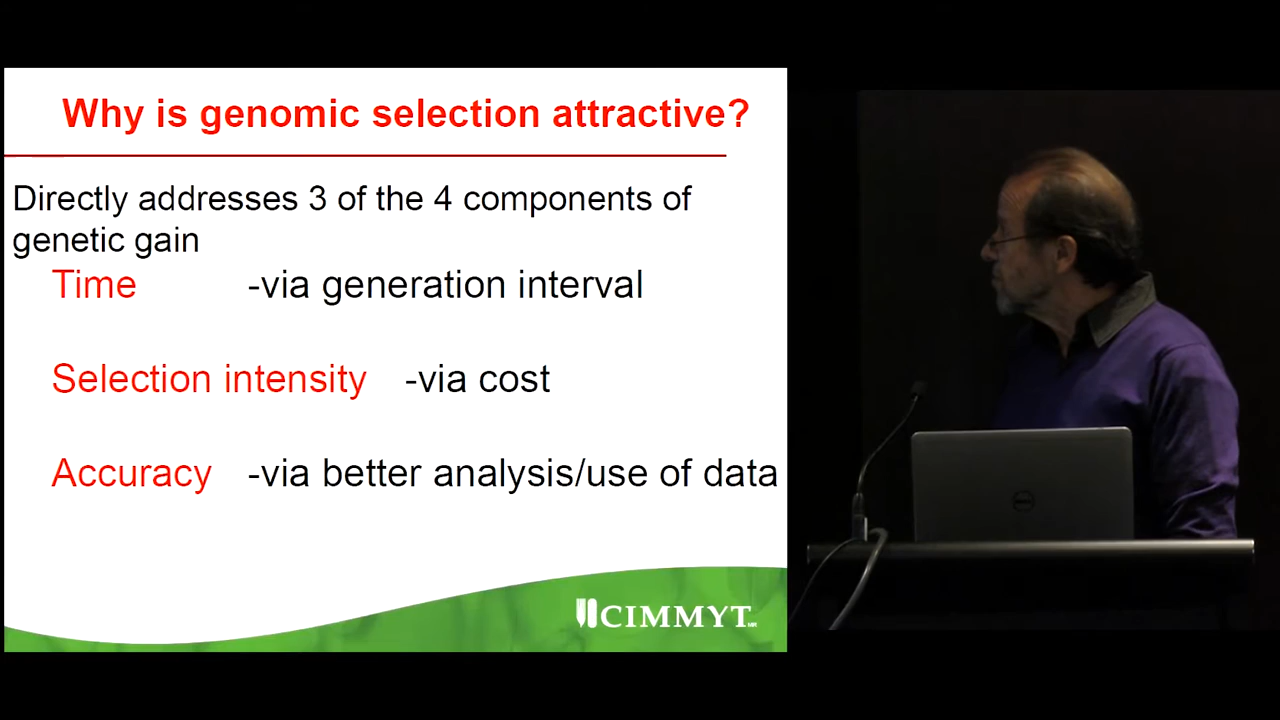 Why is genomic selection attractive?
Directly addresses 3 of the 4 components of
genetic gain
Time -via generation interval
Selection intensity -via cost
Accuracy -via better analysis/use of data
CIMMYT
DELL